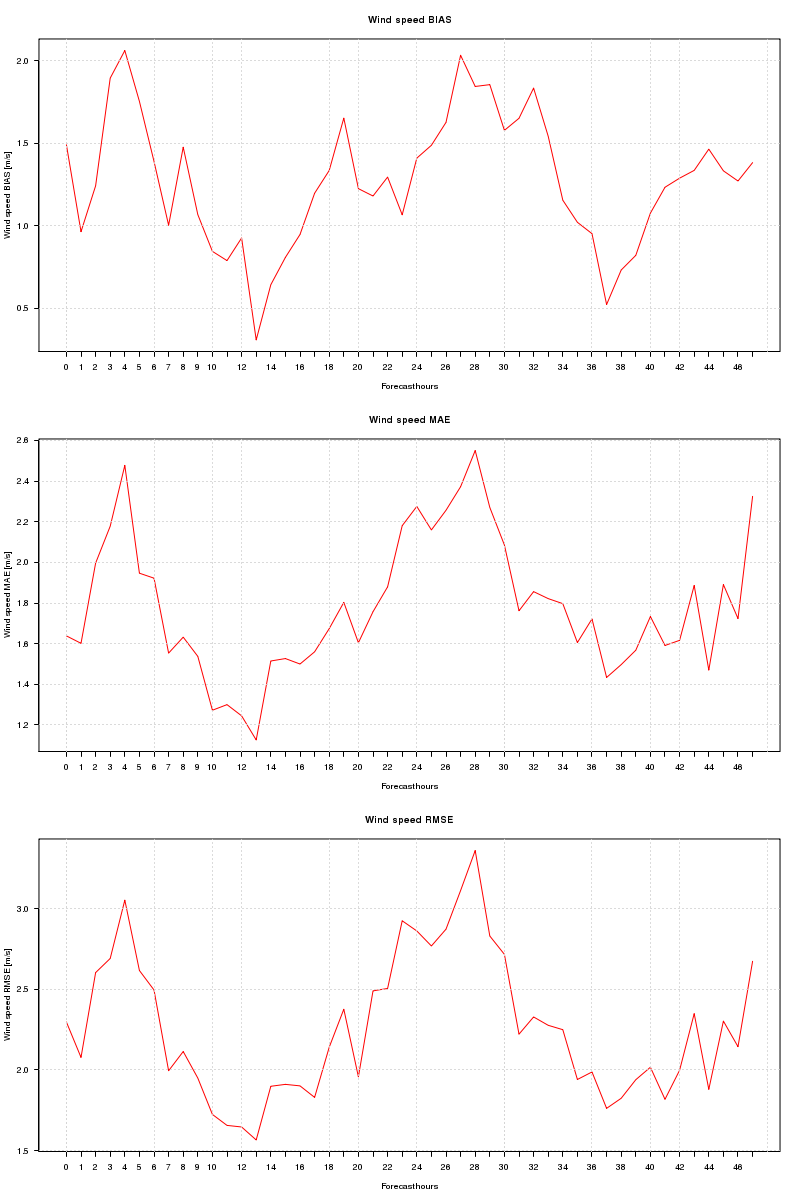 Wind speed BIAS
Wind speed BIAS [m/s]
2.0
1.5
1.0
0.5
0 1 2 3 4 5 6 7 8 9 10 12 14 16 18 20 22 24 26 28 30 32 34 36 38 40 42 44 46
Forecasthours
Wind speed MAE
Wind speed MAE [m/s]
2.6
2.4
2.2
2.0
1.8
1.6
1.4
1.2
0 1 2 3 4 5 6 7 8 9 10 12 14 16 18 20 22 24 26 28 30 32 34 36 38 40 42 44 46
Forecasthours
Wind speed RMSE
Wind speed RMSE [m/s]
3.0
2.5
2.0
1.5
0 1 2 3 4 5 6 7 8 9 10 12 14 16 18 20 22 24 26 28 30 32 34 36 38 40 42 44 46
Forecasthours